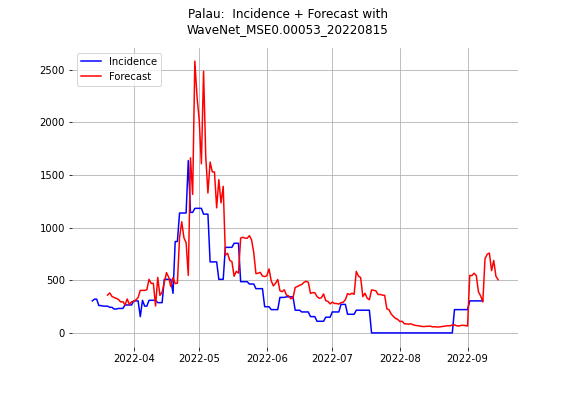 Palau:  Incidence + Forecast with
WaveNet_MSE0.00053_20220815
Incidence
Forecast
2500
2000
1500
1000
500
0
2022-04 2022-05 2022-06 2022-07 2022-08 2022-09